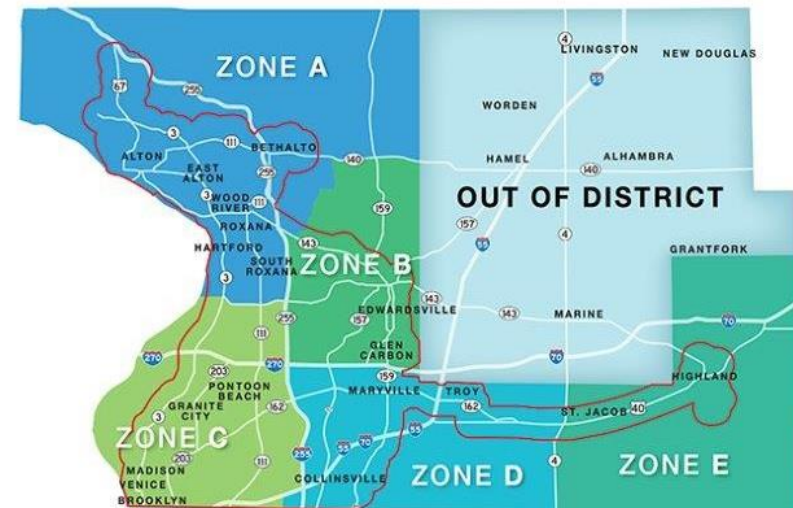 4
LIVINGSTON
NEW DOUGLAS
ZONE A
67
255
55
WORDEN
3
111
BETHALTO
ALTON
140
HAMEL
ALHAMBRA
EAST
ALTON
255
140
3
WOOD
RIVER
111
159
OUT OF DISTRICT
ROXANA
157
HARTFORD
143
4
55
GRANTFORK
SOUTH
ROXANA
ZONE B
3
143
EDWARDSVILLE
143
MARINE
255
157
70
111
GLEN
CARBON
270
270
70
203
159
PONTOON
BEACH
MARYVILLE
TROY
HIGHLAND
GRANITE
CITY
162
162
ST. JACOB
40
3
55
ZONE C
55
70
203
111
255
4
ZONE E
MADISON
COLLINSVILLE
ZONE D
VENICE
BROOKLYN